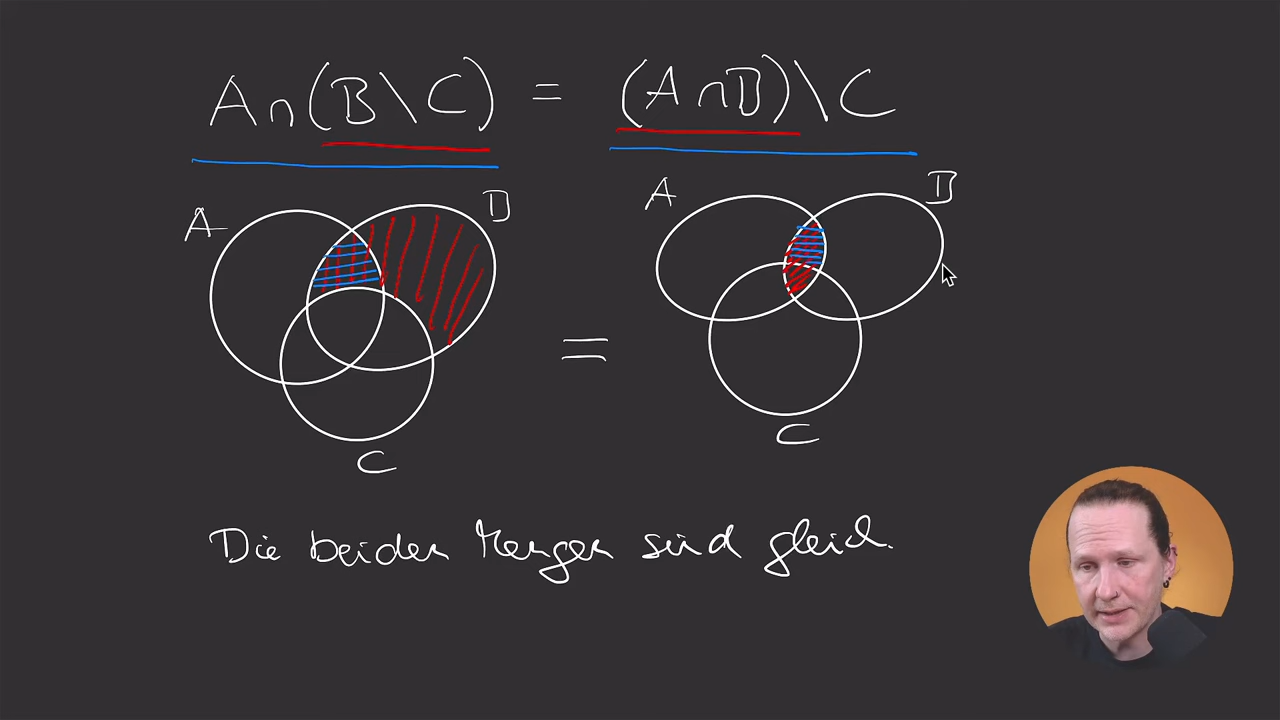 A∩(B\C) = (A∩B)\C
A B A B
= 
C C
Die beiden Mengen sind gleich.